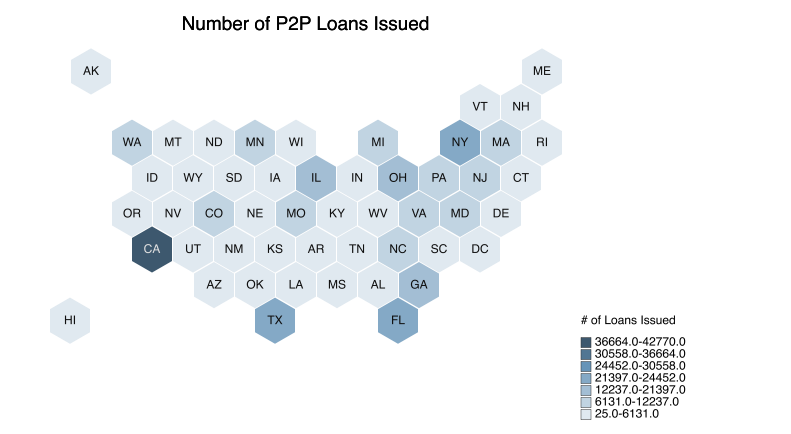 Number of P2P Loans Issued
AK ME
VT NH
WA MT ND MN WI MI NY MA RI
ID WY SD IA IL IN OH PA NJ CT
OR NV CO NE MO KY WV VA MD DE
CA UT NM KS AR TN NC SC DC
AZ OK LA MS AL GA
HI TX FL
# of Loans Issued
36664.0-42770.0
30558.0-36664.0
24452.0-30558.0
21397.0-24452.0
12237.0-21397.0
6131.0-12237.0
25.0-6131.0